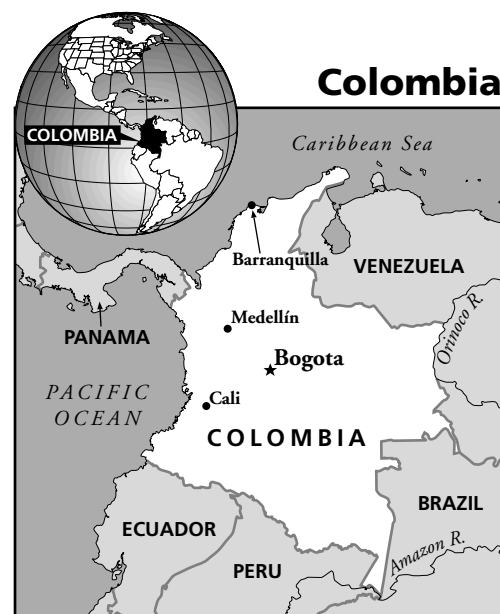 Colombia
COLOMBIA
Caribbean Sea
Barranquilla
VENEZUELA
PANAMA
Medellín
Orinoco R.
Bogota
PACIFIC
OCEAN
Cali
COLOMBIA
BRAZIL
ECUADOR
Amazon R.
PERU